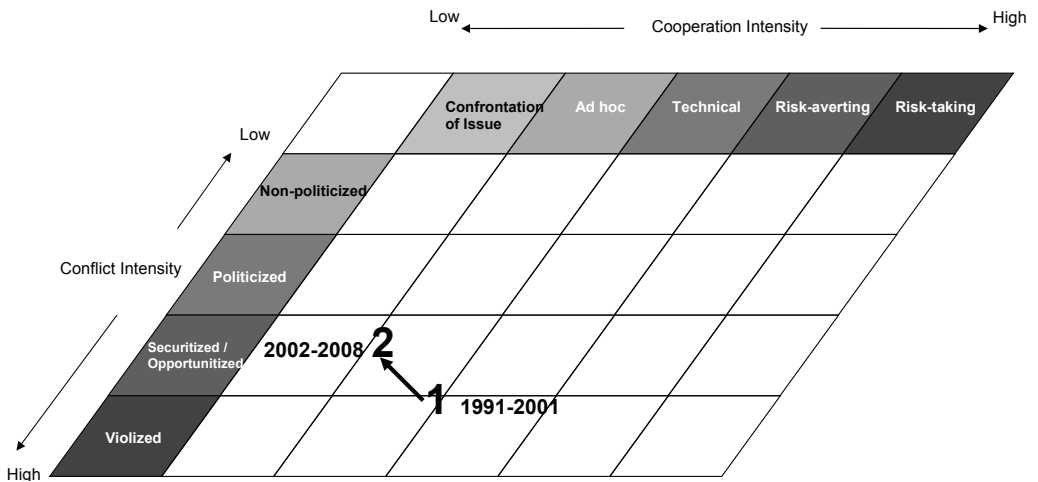 Low
Cooperation Intensity
High
Confrontation
of Issue
Ad hoc
Technical
Risk-averting
Risk-taking
Low
Non-politicized
Conflict Intensity
Politicized
Securitized /
Opportunitized
2002-2008 2
1 1991-2001
Violized
High